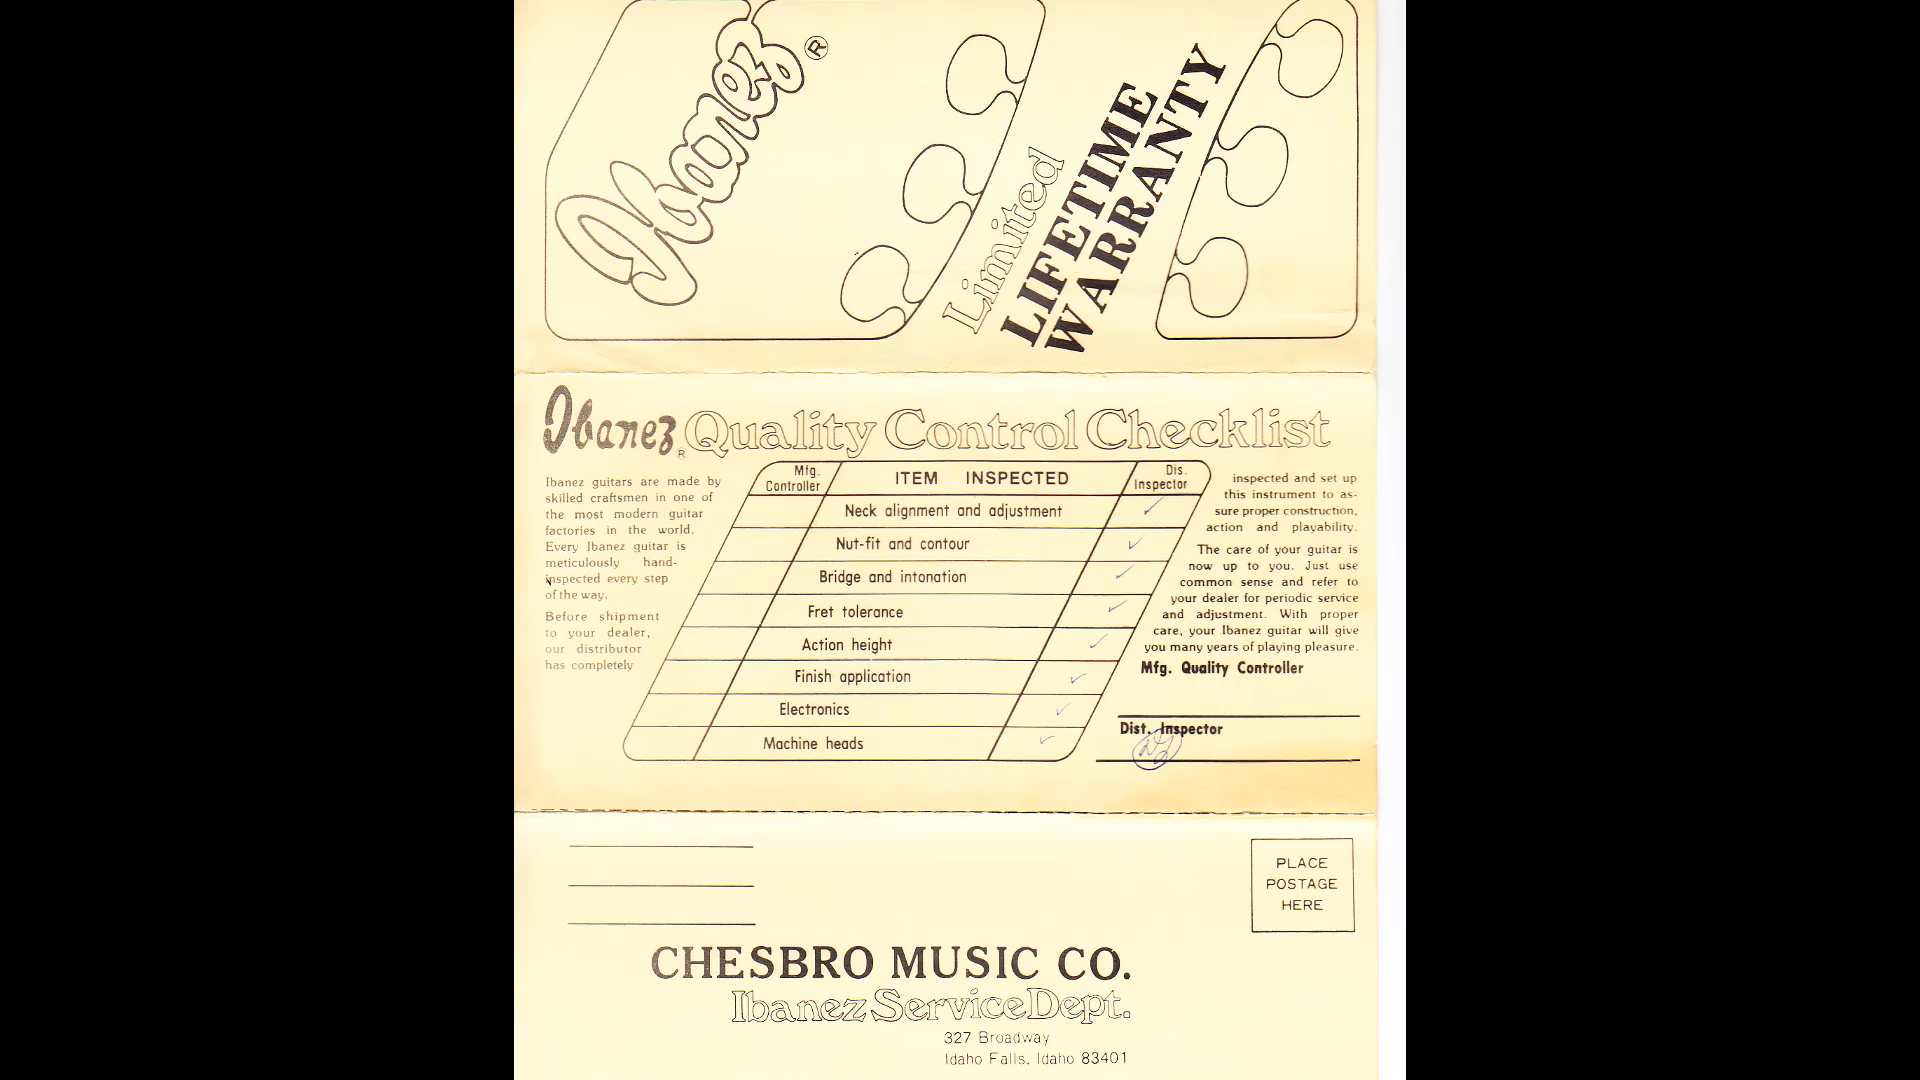 Ibanez ®
Limited
LIFETIME
WARRANTY
Ibanez ® Quality Control Checklist
Ibanez guitars are made by
skilled craftsmen in one of
the most modern guitar
factories in the world.
Every Ibanez guitar is
meticulously hand-
inspected every step
of the way.
Before shipment
to your dealer,
our distributor
has completely
Mfg.
Controller
ITEM INSPECTED
Dis.
Inspector
Neck alignment and adjustment ✓
Nut-fit and contour ✓
Bridge and intonation ✓
Fret tolerance ✓
Action height ✓
Finish application ✓
Electronics ✓
Machine heads ✓
inspected and set up
this instrument to as-
sure proper construction,
action and playability.
The care of your guitar is
now up to you. Just use
common sense and refer to
your dealer for periodic service
and adjustment. With proper
care, your Ibanez guitar will give
you many years of playing pleasure.
Mfg. Quality Controller
Dist. Inspector
PLACE
POSTAGE
HERE
CHESBRO MUSIC CO.
Ibanez Service Dept.
327 Broadway
Idaho Falls, Idaho 83401